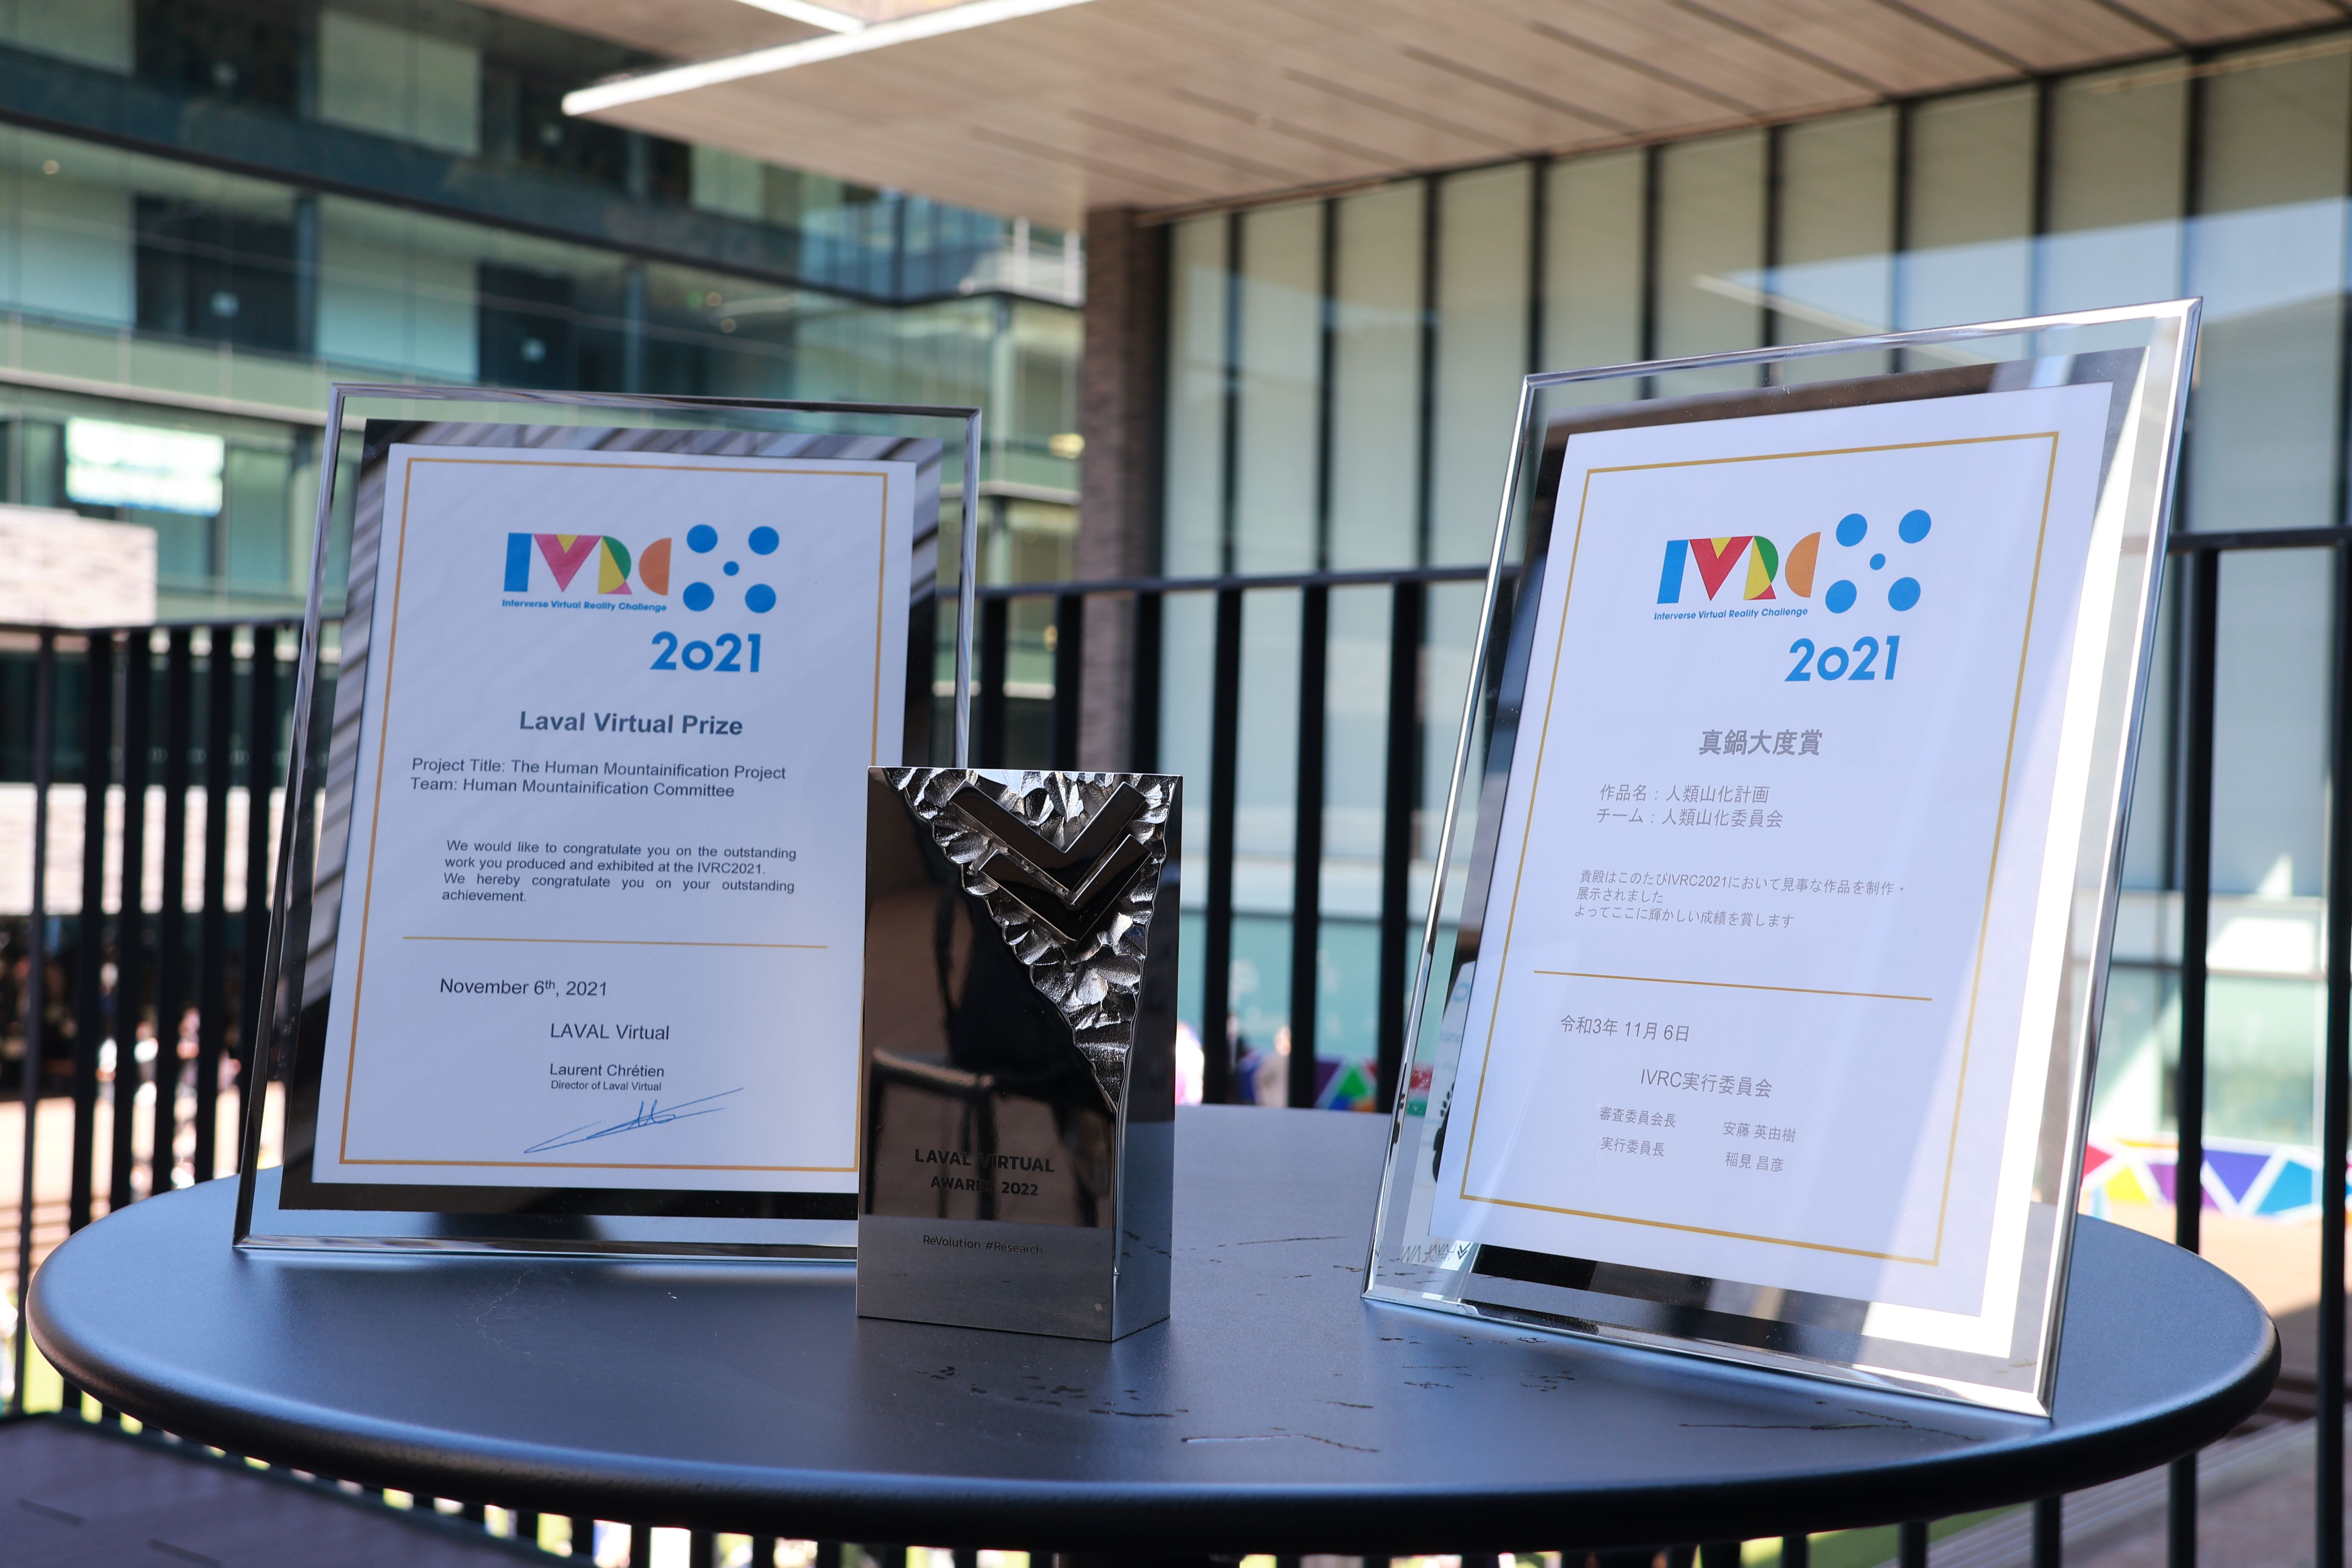 IVRC
Interverse Virtual Reality Challenge
2021
Laval Virtual Prize
Project Title: The Human Mountainification Project
Team: Human Mountainification Committee
We would like to congratulate you on the outstanding
work you produced and exhibited at the IVRC2021.
We hereby congratulate you on your outstanding
achievement.
November 6th, 2021
LAVAL Virtual
Laurent Chrétien
Director of Laval Virtual
LAVAL VIRTUAL
AWARDS 2022
ReVolution #Research
IVRC
Interverse Virtual Reality Challenge
2021
真鍋大度賞
作品名：人類山化計画
チーム：人類山化委員会
貴殿はこのたびIVRC2021において見事な作品を制作・
展示されました
よってここに輝かしい成績を賞します
令和3年 11月 6日
IVRC実行委員会
審査委員会長 安藤 英由樹
実行委員長 稲見 昌彦